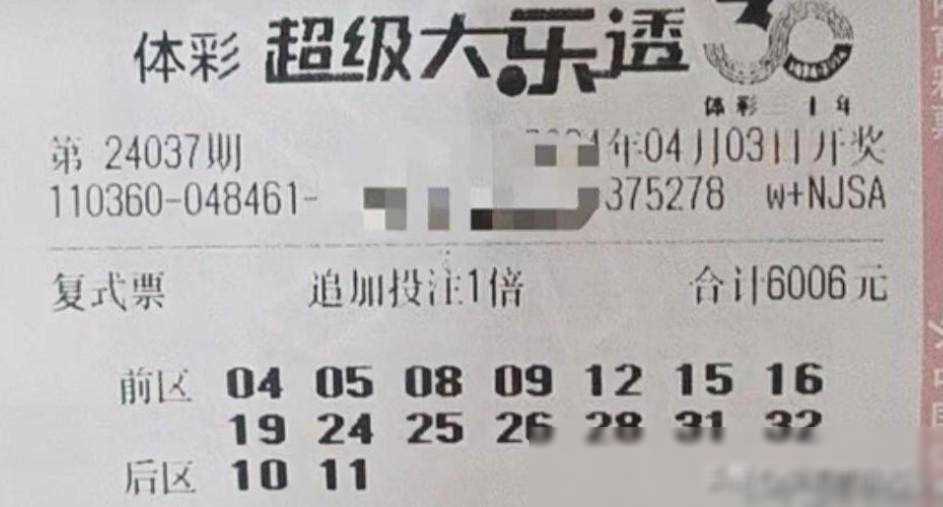 体彩 超级大乐透
体彩三十年
第 24037期
年04月03日开奖
110360-048461-
375278 w+NJSA
复式票 追加投注1倍 合计6006元
前区 04 05 08 09 12 15 16
19 24 25 26 28 31 32
后区 10 11